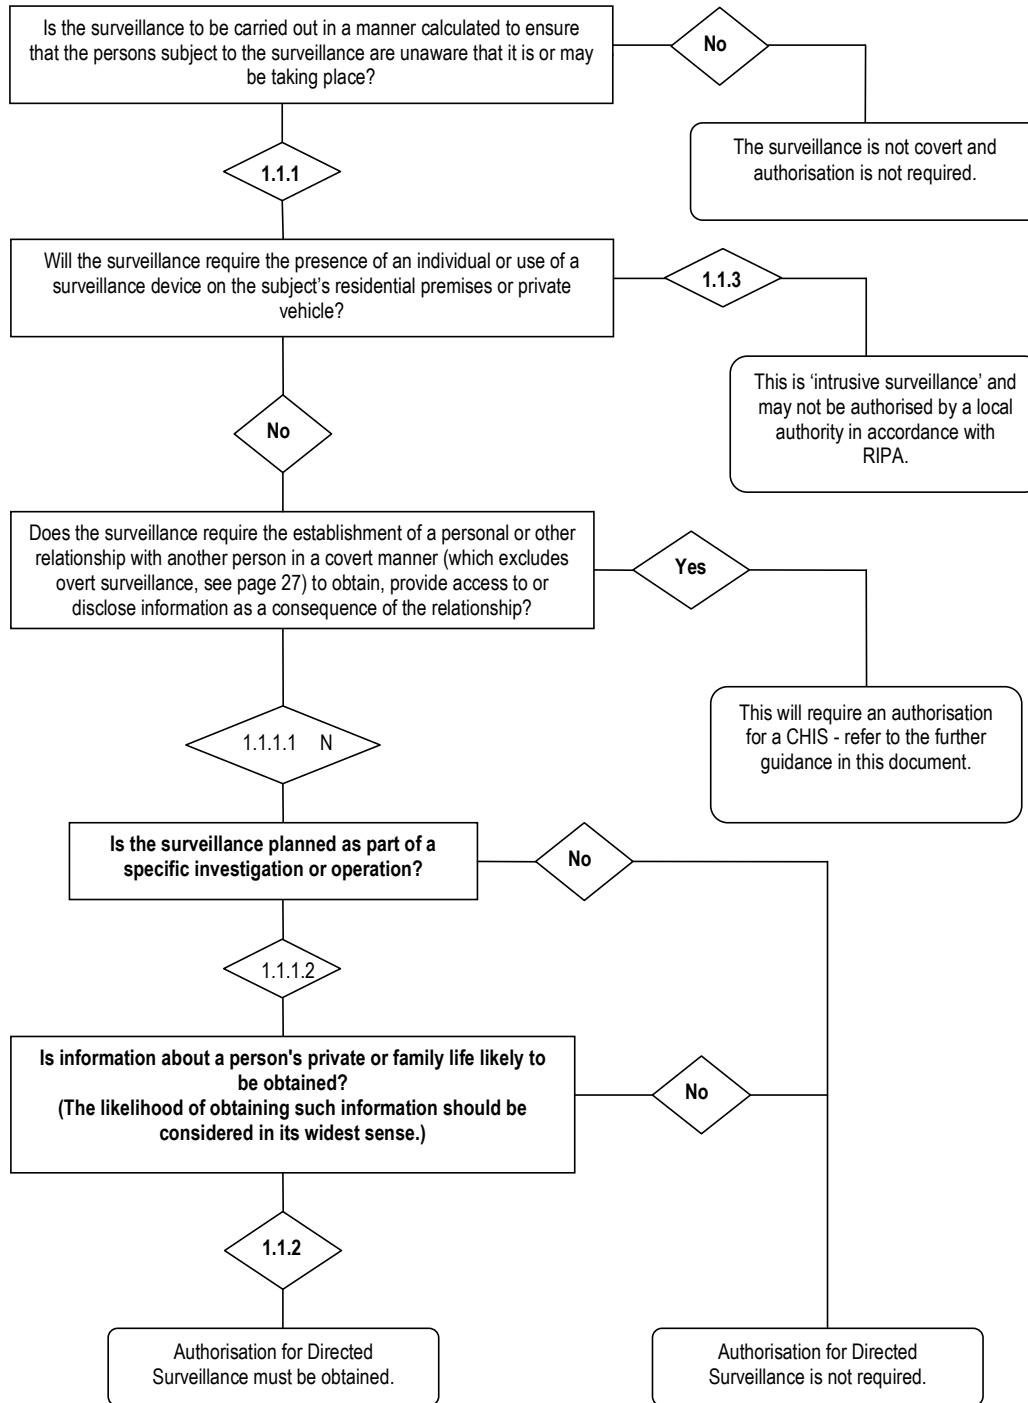 Is the surveillance to be carried out in a manner calculated to ensure
that the persons subject to the surveillance are unaware that it is or may
be taking place?
No
The surveillance is not covert and
authorisation is not required.
1.1.1
Will the surveillance require the presence of an individual or use of a
surveillance device on the subject's residential premises or private
vehicle?
1.1.3
This is 'intrusive surveillance' and
may not be authorised by a local
authority in accordance with
RIPA.
No
Does the surveillance require the establishment of a personal or other
relationship with another person in a covert manner (which excludes
overt surveillance, see page 27) to obtain, provide access to or
disclose information as a consequence of the relationship?
Yes
This will require an authorisation
for a CHIS - refer to the further
guidance in this document.
1.1.1.1 N
Is the surveillance planned as part of a
specific investigation or operation?
No
1.1.1.2
Is information about a person's private or family life likely to
be obtained?
(The likelihood of obtaining such information should be
considered in its widest sense.)
No
1.1.2
Authorisation for Directed
Surveillance must be obtained.
Authorisation for Directed
Surveillance is not required.